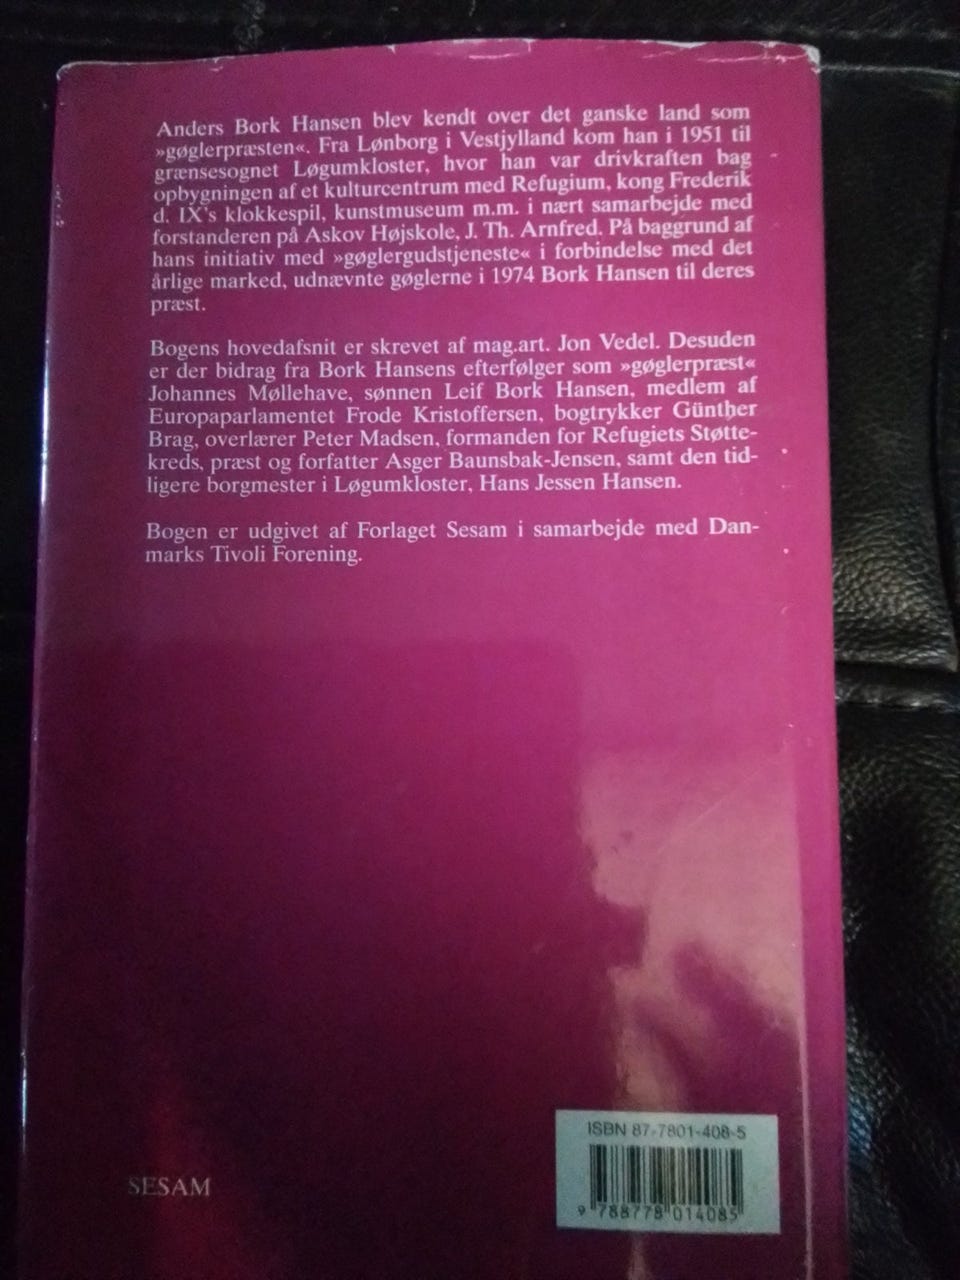 Anders Bork Hansen blev kendt over det ganske land som
»gøglerpræsten«. Fra Lønborg i Vestjylland kom han i 1951 til
grænsesognet Løgumkloster, hvor han var drivkraften bag
opbygningen af et kulturcentrum med Refugium, kong Frederik
d. IX's klokkespil, kunstmuseum m.m. i nært samarbejde med
forstanderen på Askov Højskole, J. Th. Arnfred. På baggrund af
hans initiativ med »gøglergudstjeneste« i forbindelse med det
årlige marked, udnævnte gøglerne i 1974 Bork Hansen til deres
præst.
Bogens hovedafsnit er skrevet af mag.art. Jon Vedel. Desuden
er der bidrag fra Bork Hansens efterfølger som »gøglerpræst«
Johannes Møllehave, sønnen Leif Bork Hansen, medlem af
Europaparlamentet Frode Kristoffersen, bogtrykker Günther
Brag, overlærer Peter Madsen, formanden for Refugiets Støtte-
kreds, præst og forfatter Asger Baunsbak-Jensen, samt den tid-
ligere borgmester i Løgumkloster, Hans Jessen Hansen.
Bogen er udgivet af Forlaget Sesam i samarbejde med Dan-
marks Tivoli Forening.
ISBN 87-7801-408-5
9 788778 014085
SESAM